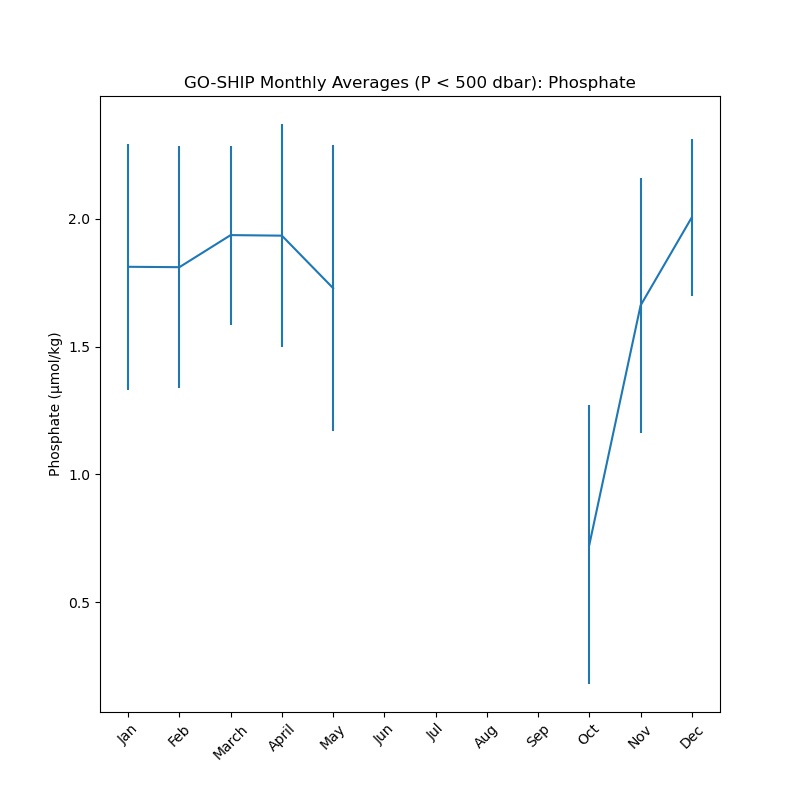 GO-SHIP Monthly Averages (P < 500 dbar): Phosphate
Phosphate (μmol/kg)
2.0
1.5
1.0
0.5
Jan
Feb
March
April
May
Jun
Jul
Aug
Sep
Oct
Nov
Dec